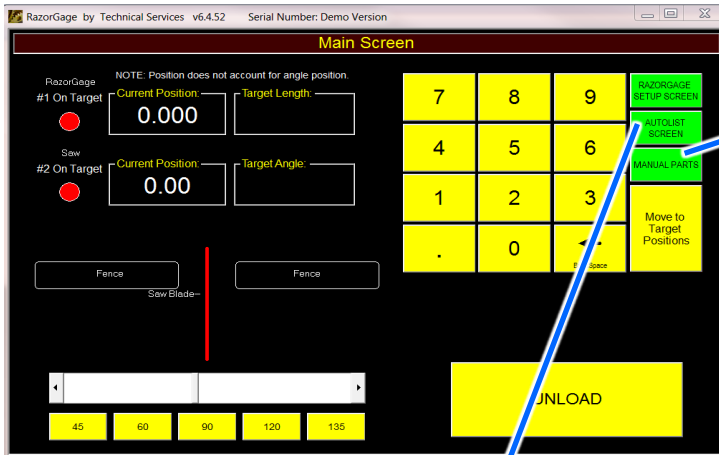 RazorGage by Technical Services v6.4.52 Serial Number: Demo Version
Main Screen
NOTE: Position does not account for angle position.
RazorGage
#1 On Target
Current Position:
0.000
Target Length:
Saw
#2 On Target
Current Position:
0.00
Target Angle:
Fence
Fence
Saw Blade
45
60
90
120
135
7
8
9
4
5
6
1
2
3
.
0
Space
RAZORGAGE
SETUP SCREEN
AUTOLIST
SCREEN
MANUAL PARTS
Move to
Target
Positions
UNLOAD